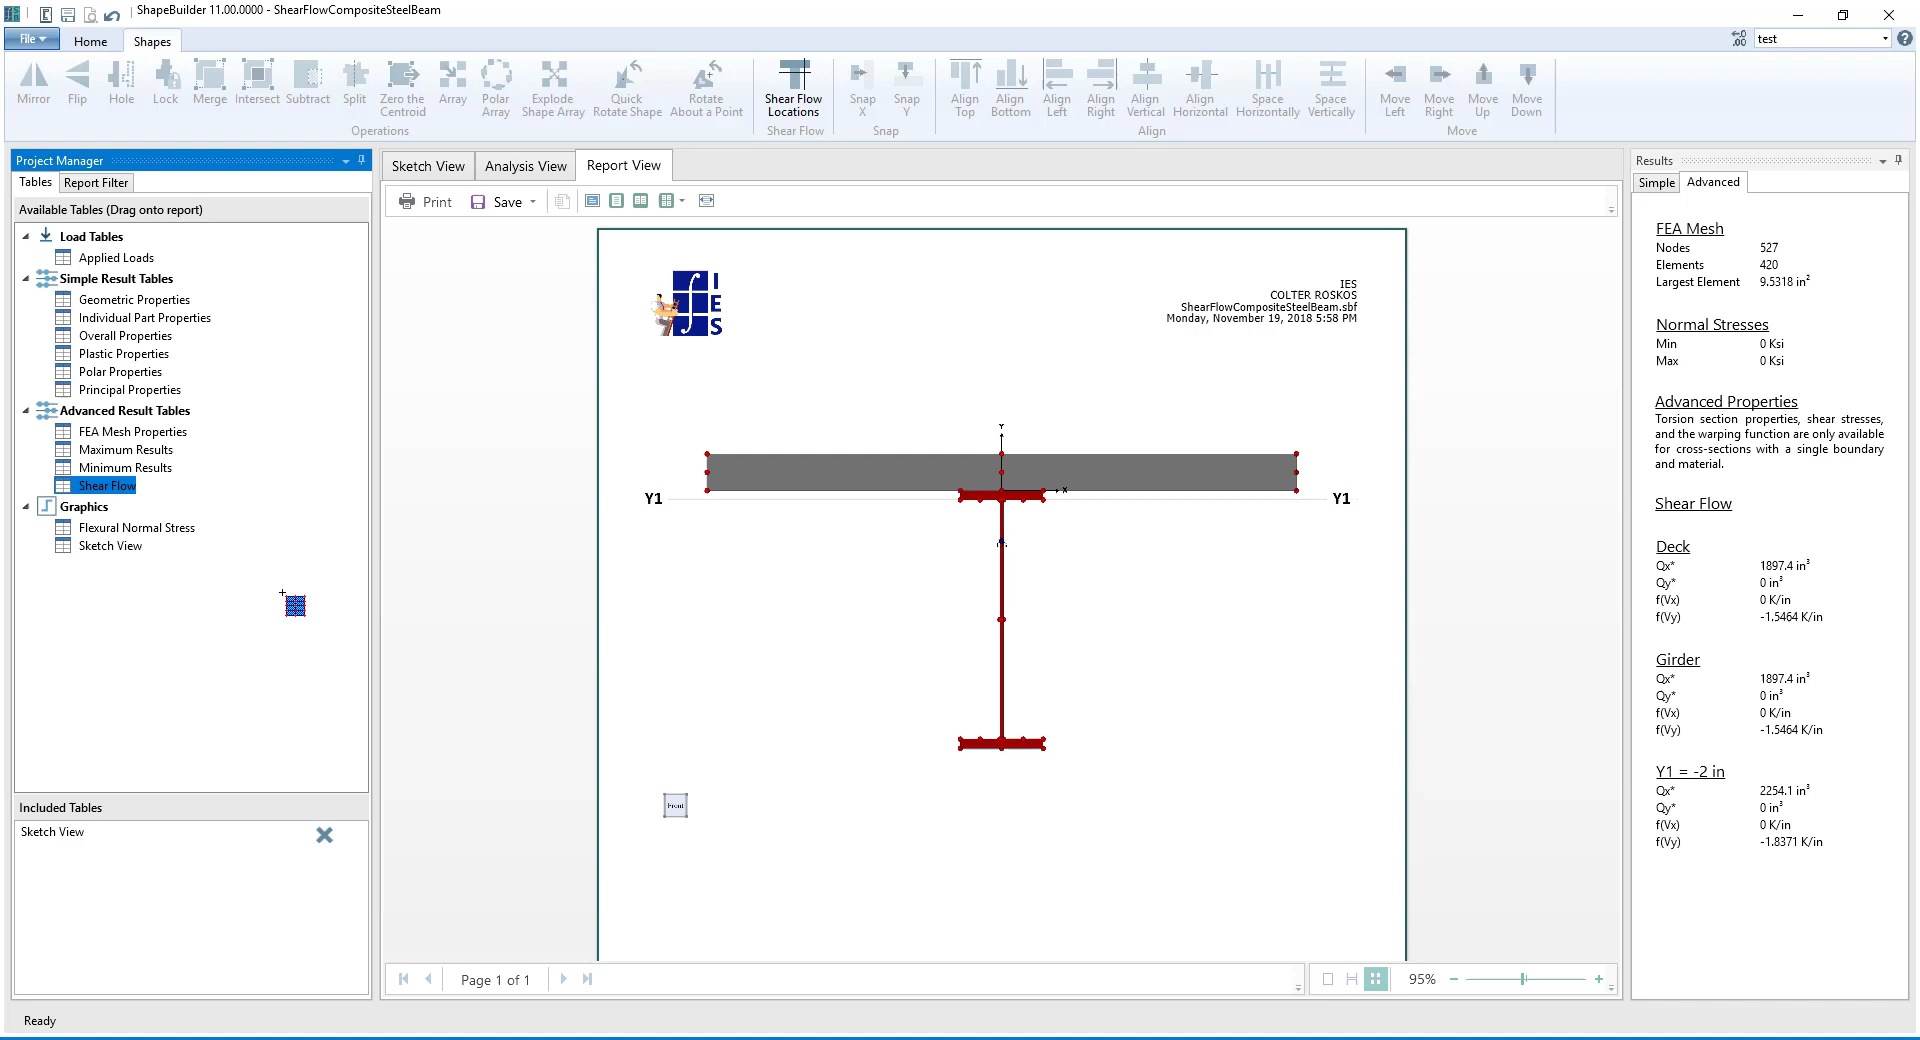 ShapeBuilder 11.00.0000 - ShearFlowCompositeSteelBeam
File Home Shapes
test
Mirror Flip Hole Lock Merge Intersect Subtract Split Zero the Centroid Array Polar Array Explode Shape Array Quick Rotate Shape Rotate About a Point
Operations
Shear Flow Locations
Shear Flow
Snap X Snap Y
Snap
Align Top Align Bottom Align Left Align Right Align Vertical Align Horizontal Space Horizontally Space Vertically
Align
Move Left Move Right Move Up Move Down
Move
Project Manager
Tables Report Filter
Available Tables (Drag onto report)
Load Tables
Applied Loads
Simple Result Tables
Geometric Properties
Individual Part Properties
Overall Properties
Plastic Properties
Polar Properties
Principal Properties
Advanced Result Tables
FEA Mesh Properties
Maximum Results
Minimum Results
Shear Flow
Graphics
Flexural Normal Stress
Sketch View
Included Tables
Sketch View
Sketch View Analysis View Report View
Print Save
IES
IES
COLTER ROSKOS
ShearFlowCompositeSteelBeam.sbf
Monday, November 19, 2018 5:58 PM
Y
X
Y1 Y1
Front
Page 1 of 1
95%
Results
Simple Advanced
FEA Mesh
Nodes 527
Elements 420
Largest Element 9.5318 in²
Normal Stresses
Min 0 Ksi
Max 0 Ksi
Advanced Properties
Torsion section properties, shear stresses,
and the warping function are only available
for cross-sections with a single boundary
and material.
Shear Flow
Deck
Qx* 1897.4 in³
Qy* 0 in³
f(Vx) 0 K/in
f(Vy) -1.5464 K/in
Girder
Qx* 1897.4 in³
Qy* 0 in³
f(Vx) 0 K/in
f(Vy) -1.5464 K/in
Y1 = -2 in
Qx* 2254.1 in³
Qy* 0 in³
f(Vx) 0 K/in
f(Vy) -1.8371 K/in
Ready